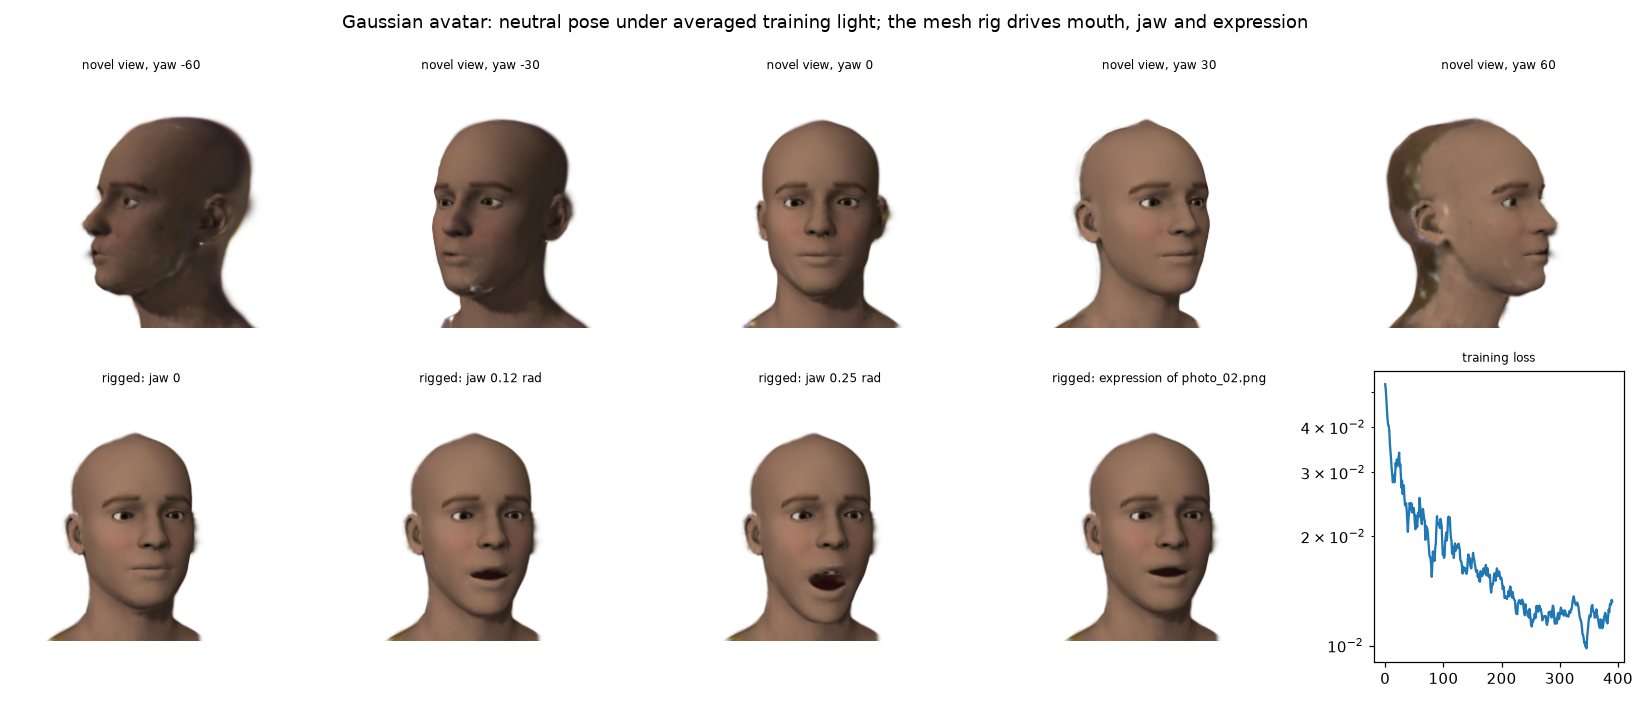 Gaussian avatar: neutral pose under averaged training light; the mesh rig drives mouth, jaw and expression
novel view, yaw -60
novel view, yaw -30
novel view, yaw 0
novel view, yaw 30
novel view, yaw 60
rigged: jaw 0
rigged: jaw 0.12 rad
rigged: jaw 0.25 rad
rigged: expression of photo_02.png
training loss
4 × 10⁻²
3 × 10⁻²
2 × 10⁻²
10⁻²
0 100 200 300 400